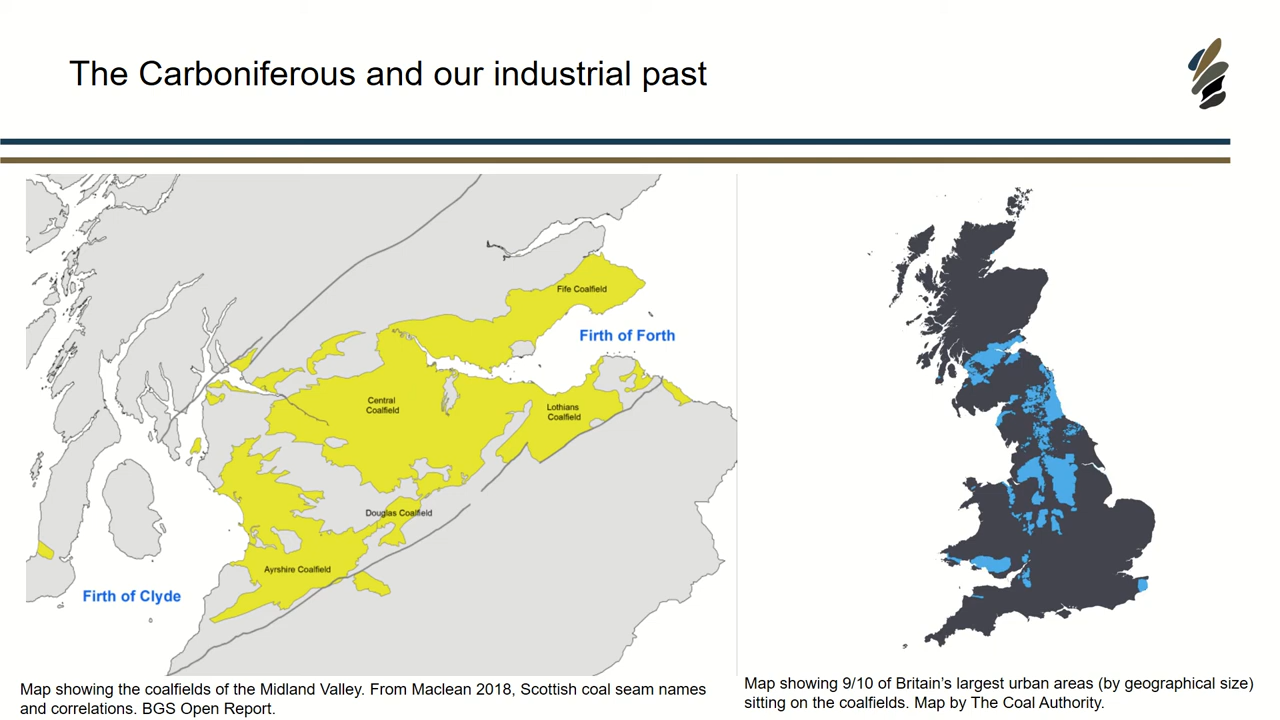 The Carboniferous and our industrial past
Fife Coalfield
Firth of Forth
Central
Coalfield
Lothians
Coalfield
Douglas Coalfield
Ayrshire Coalfield
Firth of Clyde
Map showing the coalfields of the Midland Valley. From Maclean 2018, Scottish coal seam names
and correlations. BGS Open Report.
Map showing 9/10 of Britain’s largest urban areas (by geographical size)
sitting on the coalfields. Map by The Coal Authority.